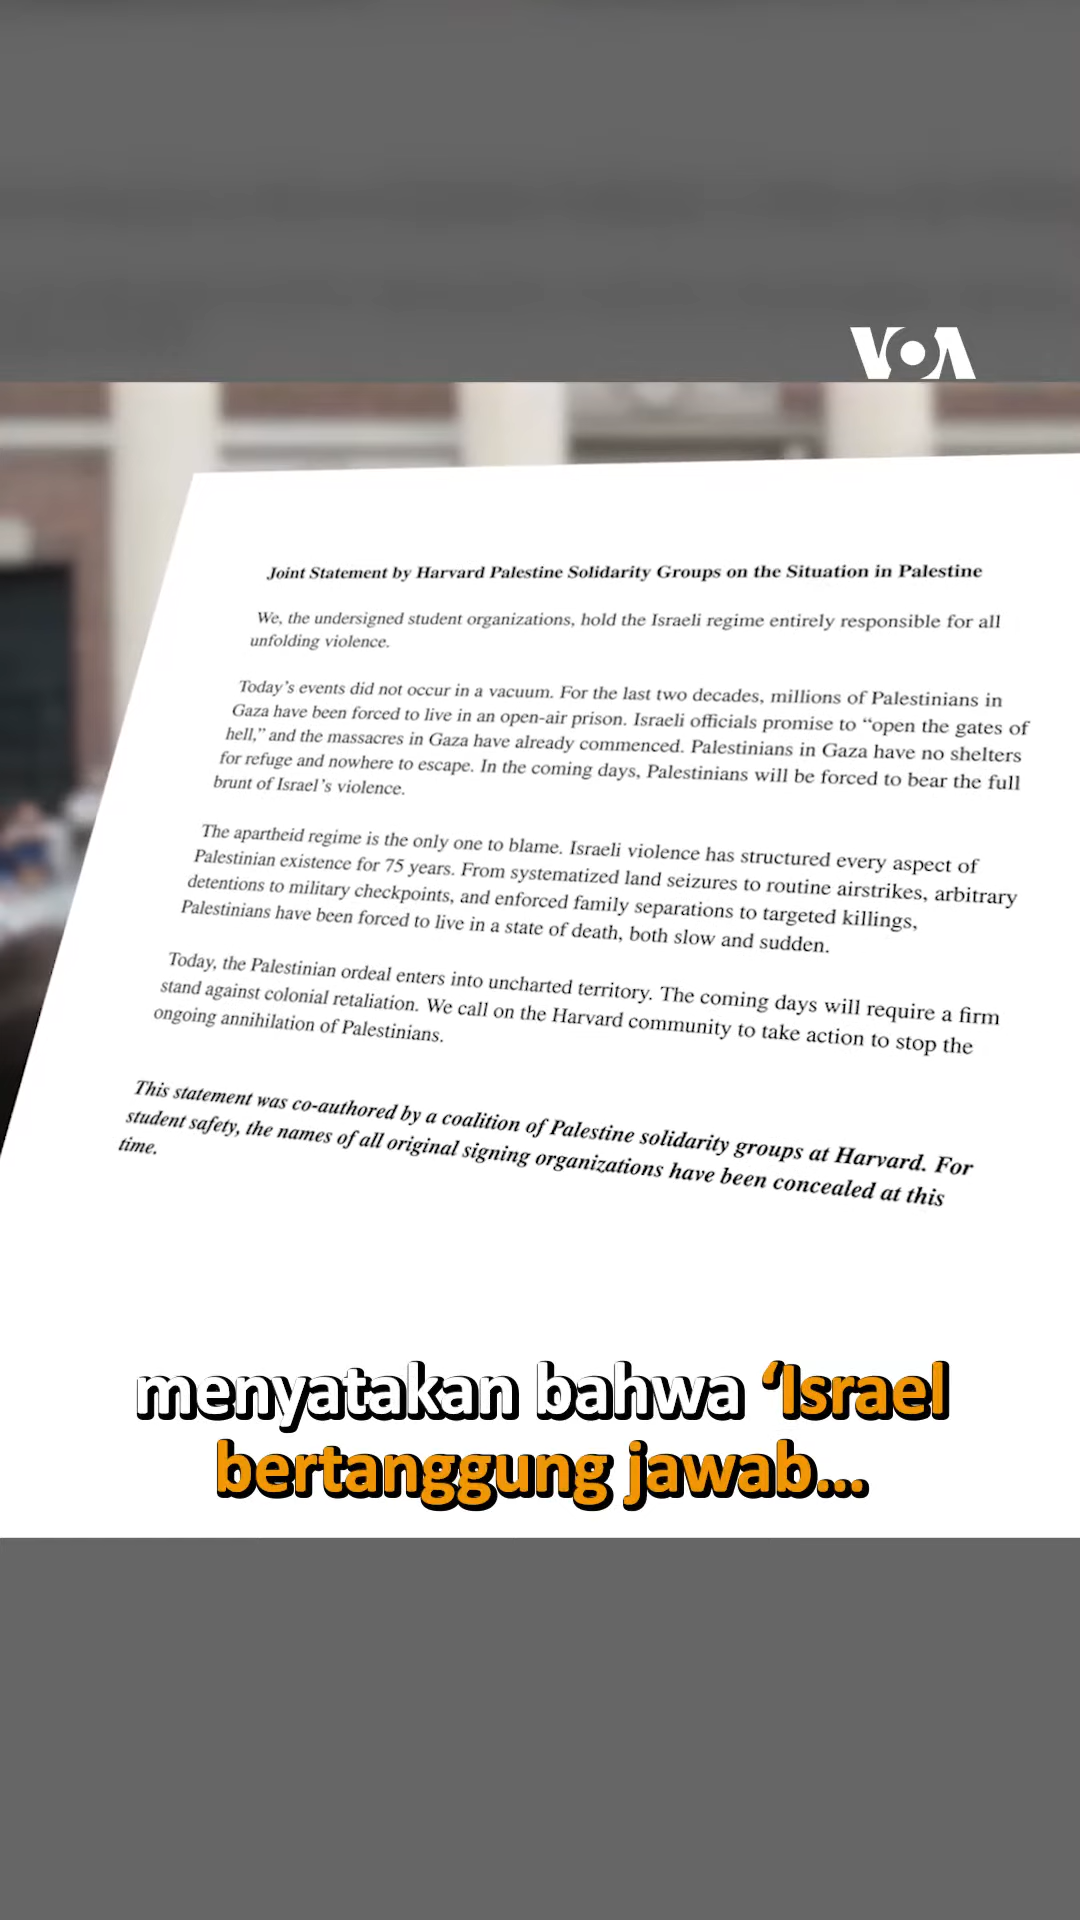 VOA
Joint Statement by Harvard Palestine Solidarity Groups on the Situation in Palestine
We, the undersigned student organizations, hold the Israeli regime entirely responsible for all
unfolding violence.
Today's events did not occur in a vacuum. For the last two decades, millions of Palestinians in
Gaza have been forced to live in an open-air prison. Israeli officials promise to “open the gates of
hell,” and the massacres in Gaza have already commenced. Palestinians in Gaza have no shelters
for refuge and nowhere to escape. In the coming days, Palestinians will be forced to bear the full
brunt of Israel's violence.
The apartheid regime is the only one to blame. Israeli violence has structured every aspect of
Palestinian existence for 75 years. From systematized land seizures to routine airstrikes, arbitrary
detentions to military checkpoints, and enforced family separations to targeted killings,
Palestinians have been forced to live in a state of death, both slow and sudden.
Today, the Palestinian ordeal enters into uncharted territory. The coming days will require a firm
stand against colonial retaliation. We call on the Harvard community to take action to stop the
ongoing annihilation of Palestinians.
This statement was co-authored by a coalition of Palestine solidarity groups at Harvard. For
student safety, the names of all original signing organizations have been concealed at this
time.
menyatakan bahwa ‘Israel
bertanggung jawab...